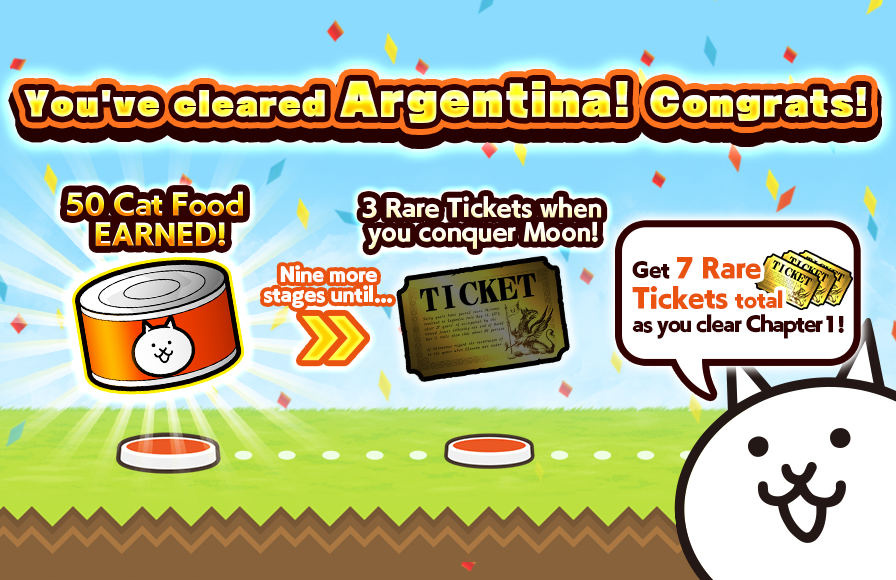 You've cleared Argentina! Congrats!
50 Cat Food
EARNED!
Nine more
stages until...
3 Rare Tickets when
you conquer Moon!
TICKET
Get 7 Rare
Tickets total
as you clear Chapter 1!
TICKET